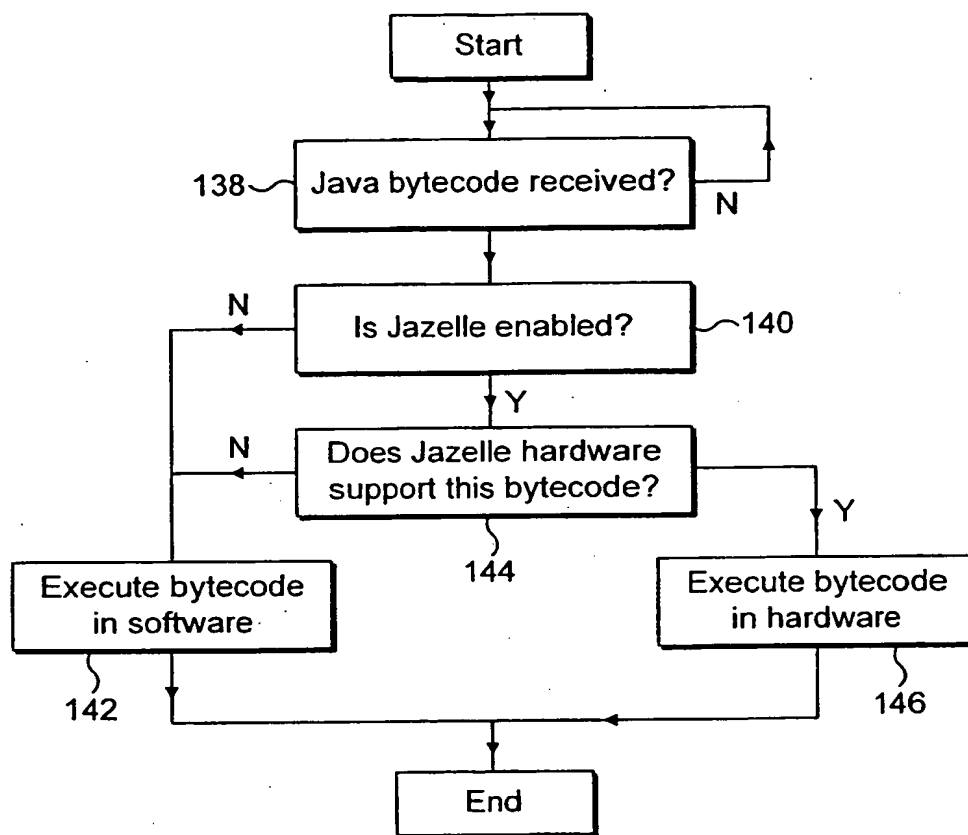 Start
138
Java bytecode received?
N
N
Is Jazelle enabled?
140
Y
N
Does Jazelle hardware
support this bytecode?
Y
144
Execute bytecode
in software
Execute bytecode
in hardware
142
146
End